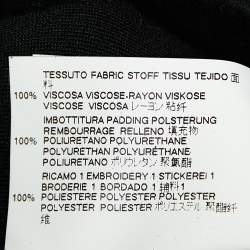 TESSUTO FABRIC STOFF TISSU TEJIDO 面
料
100% VISCOSA VISCOSE-RAYON VISKOSE
VISCOSE VISCOSA レーヨン 粘纤
IMBOTTITURA PADDING POLSTERUNG
REMBOURRAGE RELLENO 填充物
100% POLIURETANO POLYURETHANE
POLYURETHAN POLYURÉTHANE
POLIURETANO ポリウレタン 聚氨酯
RICAMO 1 EMBROIDERY 1 STICKEREI 1
BRODERIE 1 BORDADO 1 辅料1
100% POLIESTERE POLYESTER POLYESTER
POLYESTER POLIÉSTER ポリエステル 聚酯纤
维